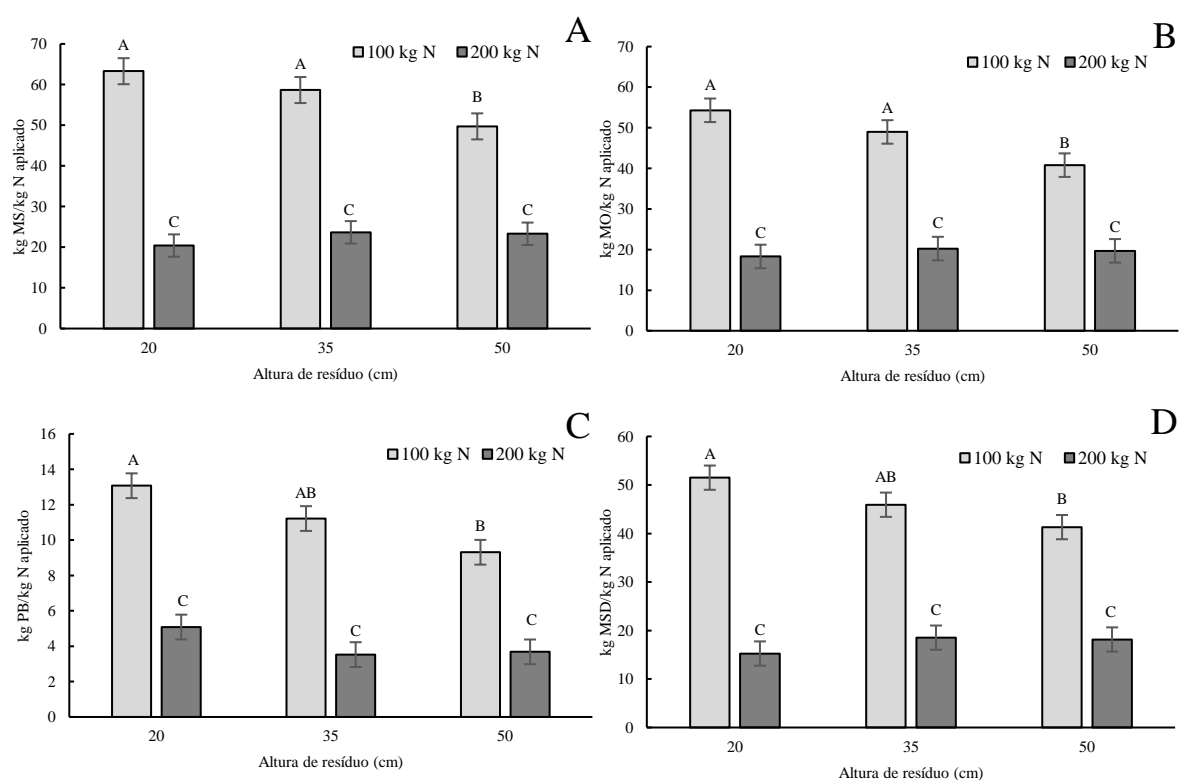 A
100 kg N 200 kg N
kg MS/kg N aplicado
70
60
50
40
30
20
10
0
A
C
A
C
B
C
20 35 50
Altura de resíduo (cm)
B
100 kg N 200 kg N
kg MO/kg N aplicado
70
60
50
40
30
20
10
0
A
C
A
C
B
C
20 35 50
Altura de resíduo (cm)
C
100 kg N 200 kg N
kg PB/kg N aplicado
16
14
12
10
8
6
4
2
0
A
C
AB
C
B
C
20 35 50
Altura de resíduo (cm)
D
100 kg N 200 kg N
kg MSD/kg N aplicado
60
50
40
30
20
10
0
A
C
AB
C
B
C
20 35 50
Altura de resíduo (cm)